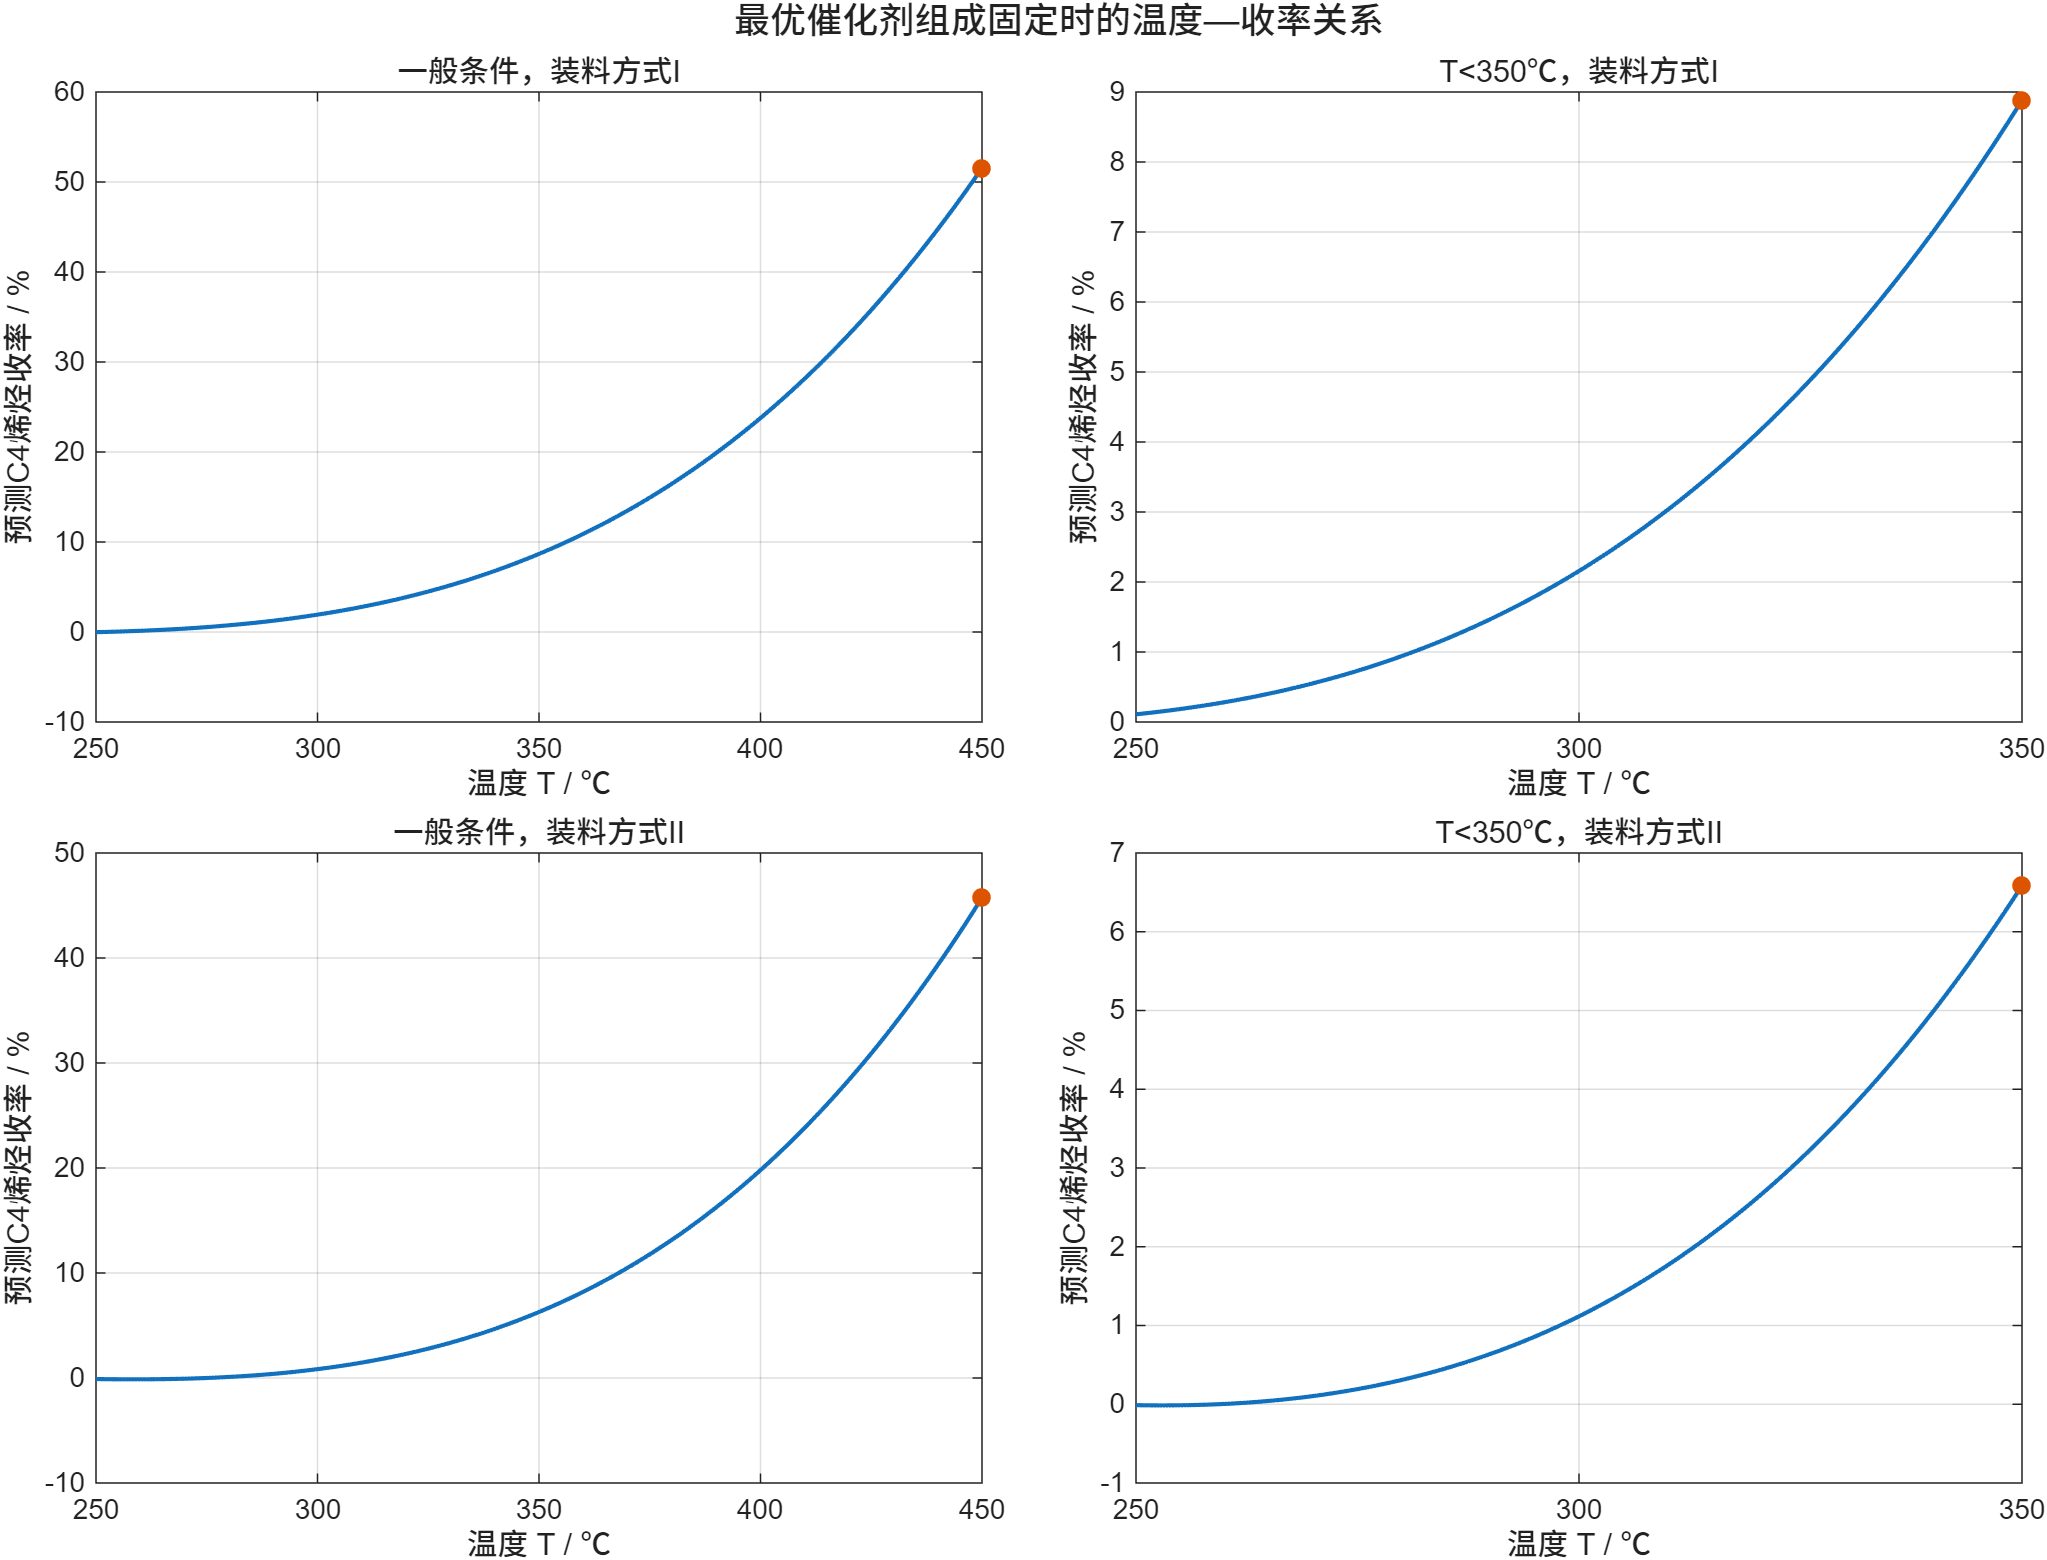 最优催化剂组成固定时的温度—收率关系
一般条件，装料方式I
60
50
40
30
20
10
0
-10
预测C4烯烃收率 / %
250 300 350 400 450
温度 T / ℃
T<350℃，装料方式I
9
8
7
6
5
4
3
2
1
0
预测C4烯烃收率 / %
250 300 350
温度 T / ℃
一般条件，装料方式II
50
40
30
20
10
0
-10
预测C4烯烃收率 / %
250 300 350 400 450
温度 T / ℃
T<350℃，装料方式II
7
6
5
4
3
2
1
0
-1
预测C4烯烃收率 / %
250 300 350
温度 T / ℃